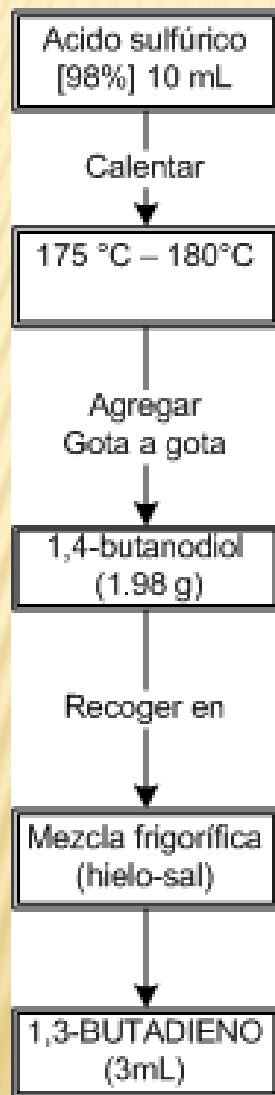 Acido sulfúrico
[98%] 10 mL
Calentar
175 °C – 180°C
Agregar
Gota a gota
1,4-butanodiol
(1.98 g)
Recoger en
Mezcla frigorífica
(hielo-sal)
1,3-BUTADIENO
(3mL)